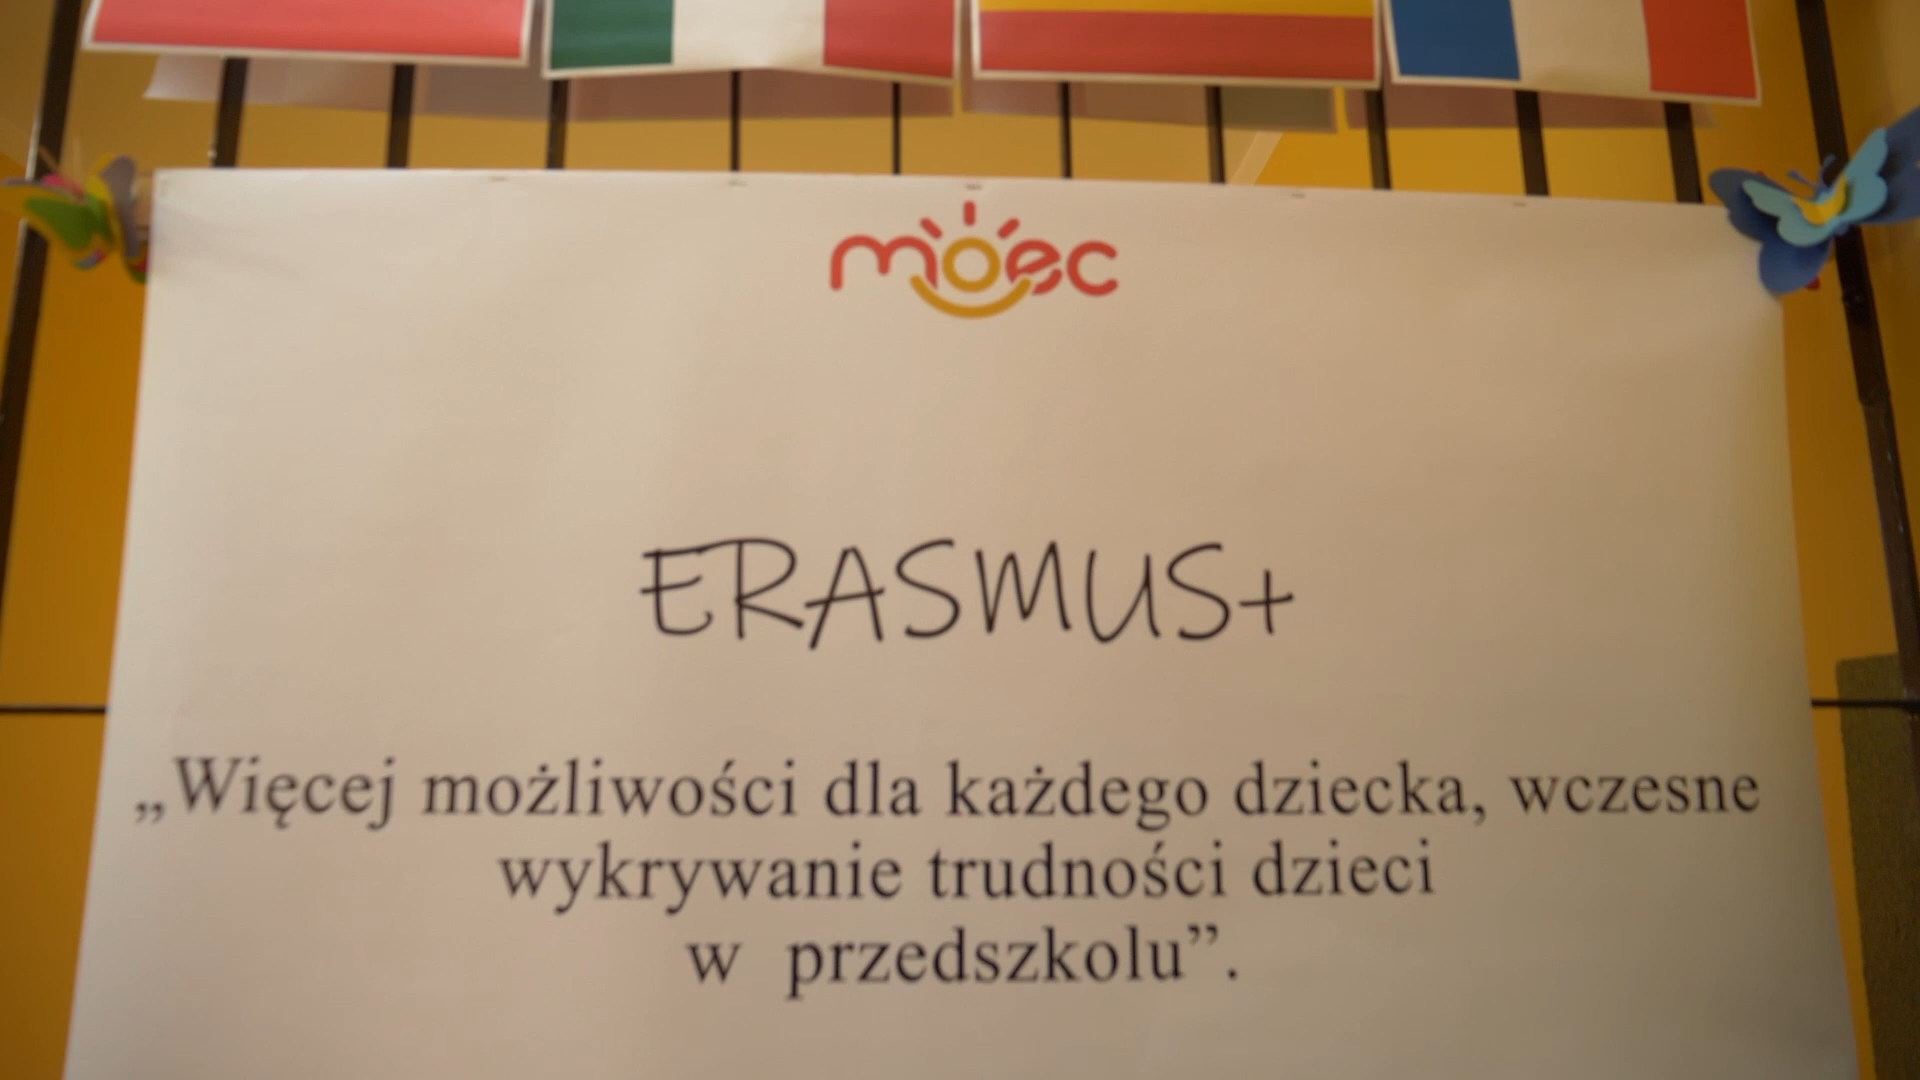 moec
ERASMUS+
„Więcej możliwości dla każdego dziecka, wczesne
wykrywanie trudności dzieci
w przedszkolu”.